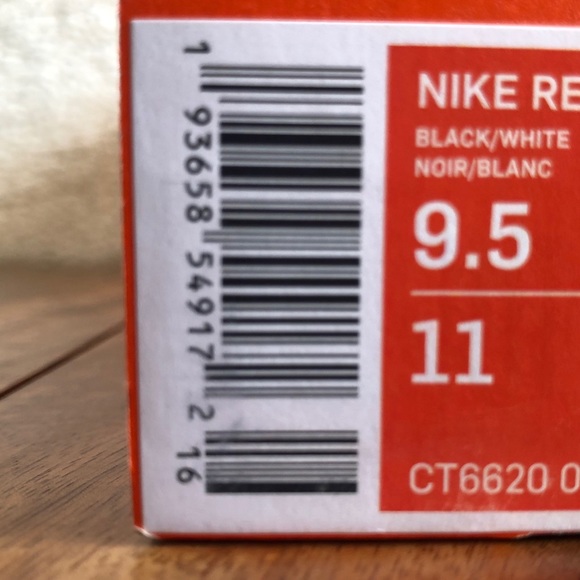 1 93658 54917 2 16
NIKE RE
BLACK/WHITE
NOIR/BLANC
9.5
11
CT6620 0